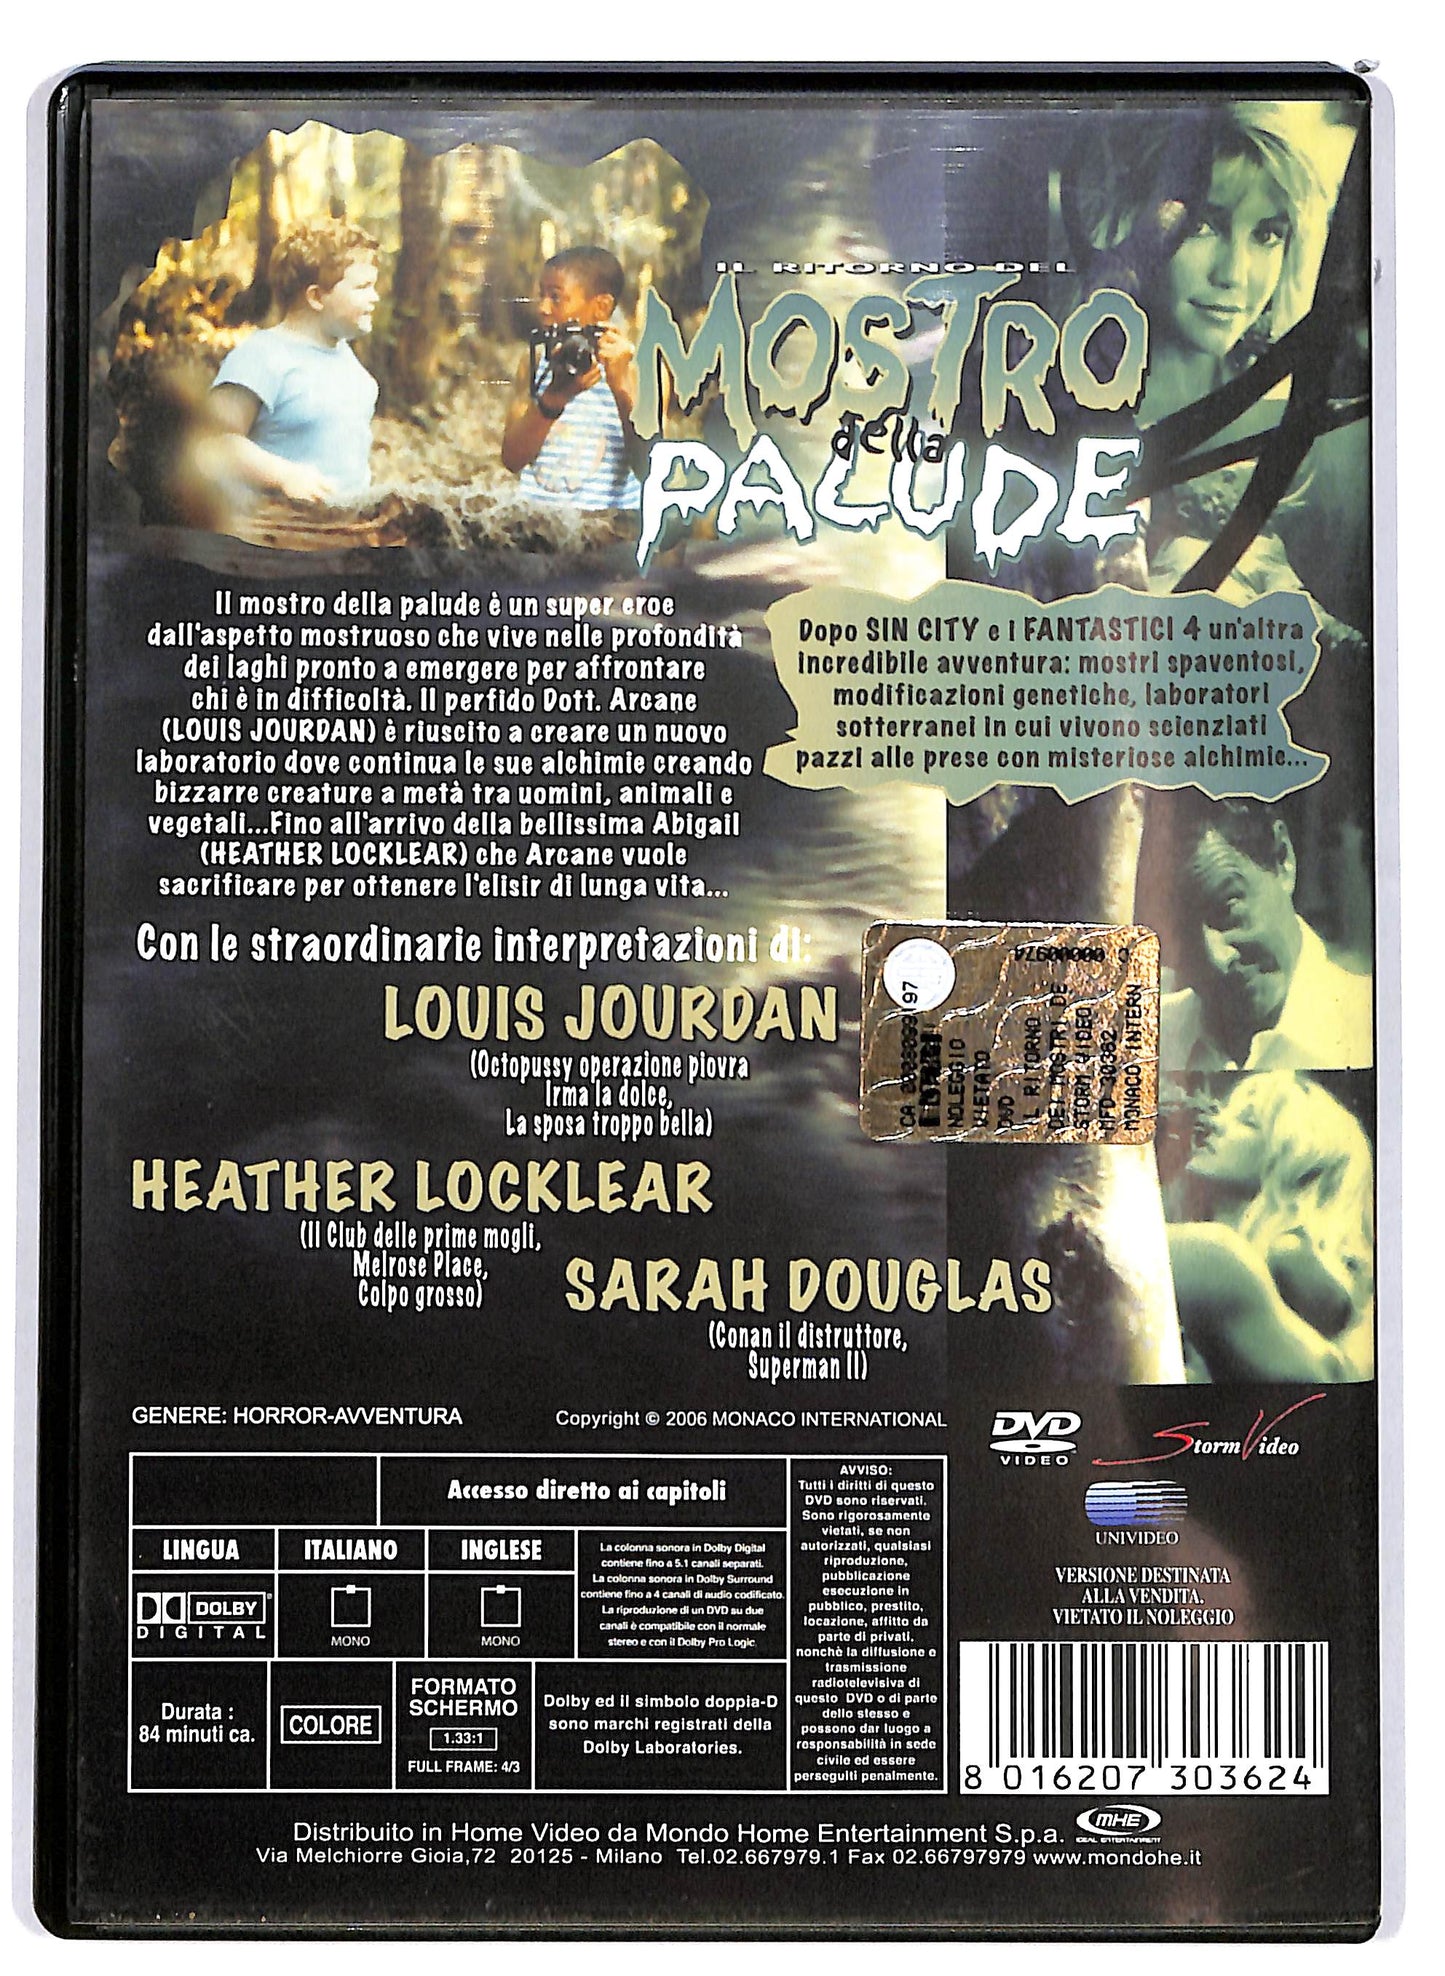 IL RITORNO DEL
MOSTRO
della
PALUDE
Il mostro della palude è un super eroe
dall'aspetto mostruoso che vive nelle profondità
dei laghi pronto a emergere per affrontare
chi è in difficoltà. Il perfido Dott. Arcane
(LOUIS JOURDAN) è riuscito a creare un nuovo
laboratorio dove continua le sue alchimie creando
bizzarre creature a metà tra uomini, animali e
vegetali...Fino all'arrivo della bellissima Abigail
(HEATHER LOCKLEAR) che Arcane vuole
sacrificare per ottenere l'elisir di lunga vita...
Dopo SIN CITY e i FANTASTICI 4 un'altra
incredibile avventura: mostri spaventosi,
modificazioni genetiche, laboratori
sotterranei in cui vivono scienziati
pazzi alle prese con misteriose alchimie...
Con le straordinarie interpretazioni di:
LOUIS JOURDAN
(Octopussy operazione piovra
Irma la dolce,
La sposa troppo bella)
HEATHER LOCKLEAR
(Il Club delle prime mogli,
Melrose Place,
Colpo grosso)
SARAH DOUGLAS
(Conan il distruttore,
Superman II)
NOLEGGIO
VIETATO
DVD
IL RITORNO
DEI MOSTRI DE
STORM VIDEO
MFD 30362
MONACO INTERN
GENERE: HORROR-AVVENTURA
Copyright © 2006 MONACO INTERNATIONAL
DVD
VIDEO
StormVideo
UNIVIDEO
VERSIONE DESTINATA
ALLA VENDITA.
VIETATO IL NOLEGGIO
Accesso diretto ai capitoli
LINGUA
ITALIANO
INGLESE
DOLBY
DIGITAL
MONO
MONO
La colonna sonora in Dolby Digital
contiene fino a 5.1 canali separati.
La colonna sonora in Dolby Surround
contiene fino a 4 canali di audio codificato.
La riproduzione di un DVD su due
canali è compatibile con il normale
stereo e con il Dolby Pro Logic.
Durata :
84 minuti ca.
COLORE
FORMATO
SCHERMO
1.33:1
FULL FRAME: 4/3
Dolby ed il simbolo doppia-D
sono marchi registrati della
Dolby Laboratories.
AVVISO:
Tutti i diritti di questo
DVD sono riservati.
Sono rigorosamente
vietati, se non
autorizzati, qualsiasi
riproduzione,
pubblicazione
esecuzione in
pubblico, prestito,
locazione, affitto da
parte di privati.
nonchè la diffusione o
trasmissione
radiotelevisiva di
questo DVD o di parte
dello stesso e
possono dar luogo a
responsabilità in sede
civile ed essere
perseguiti penalmente.
8 016207 303624
MHE
IDEAL ENTERTAINMENT
Distribuito in Home Video da Mondo Home Entertainment S.p.a.
Via Melchiorre Gioia,72 20125 - Milano Tel.02.667979.1 Fax 02.66797979 www.mondohe.it